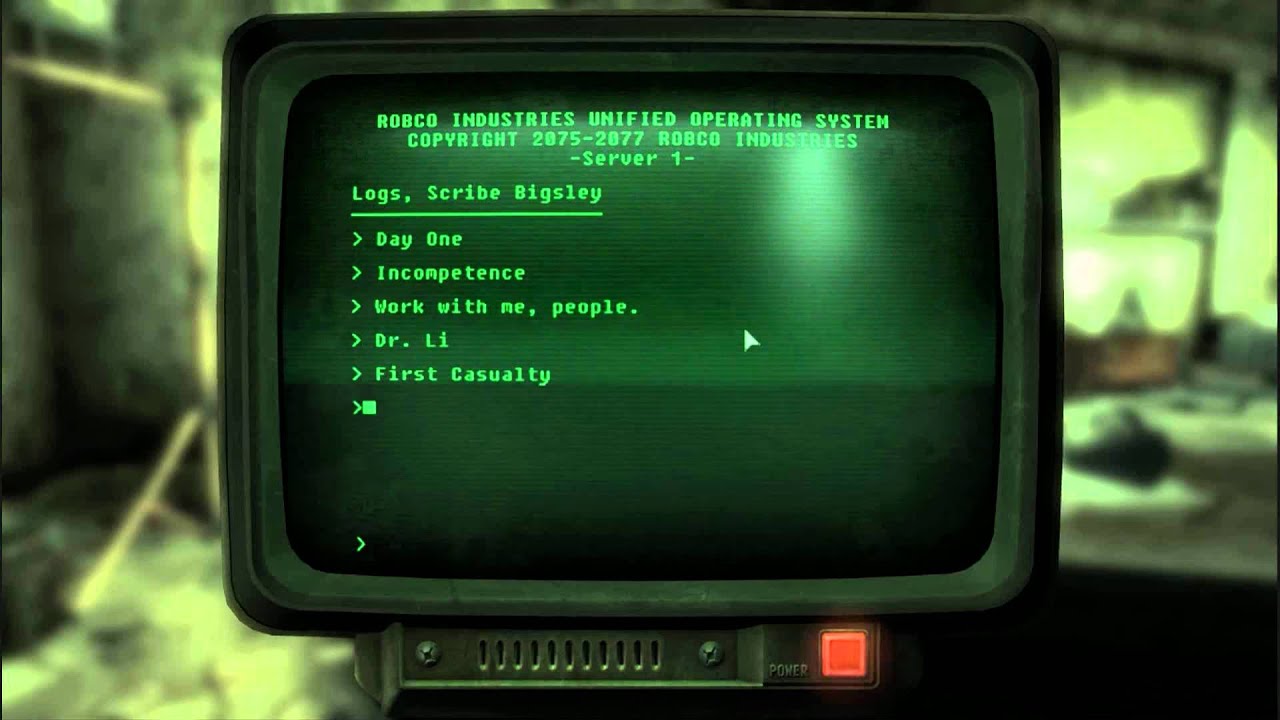 ROBCO INDUSTRIES UNIFIED OPERATING SYSTEM
COPYRIGHT 2075-2077 ROBCO INDUSTRIES
-Server 1-
Logs, Scribe Bigsley
> Day One
> Incompetence
> Work with me, people.
> Dr. Li
> First Casualty
>■
>
POWER